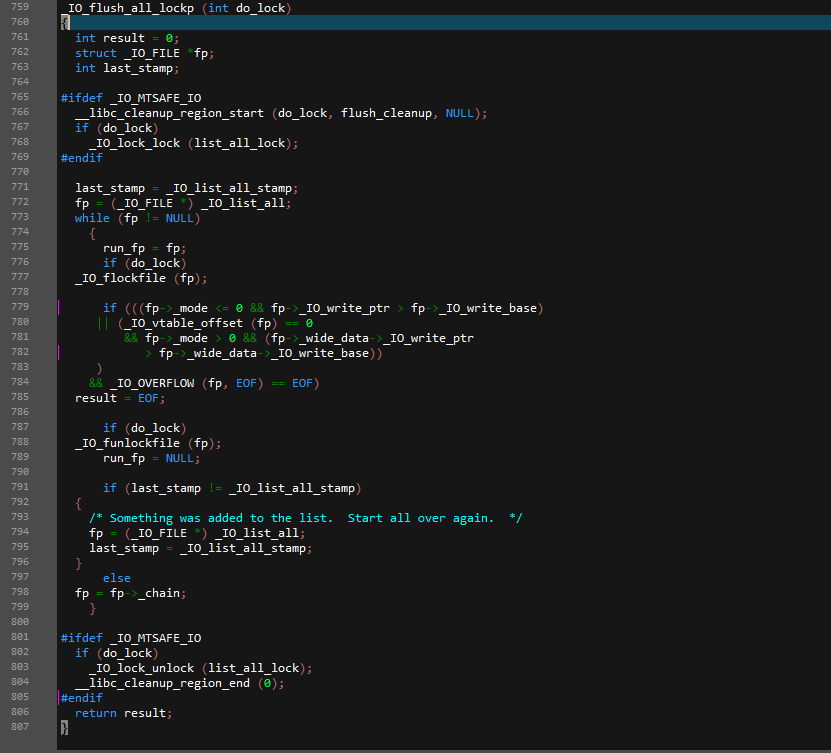 759 _IO_flush_all_lockp (int do_lock)
760 {
761   int result = 0;
762   struct _IO_FILE *fp;
763   int last_stamp;
764
765 #ifdef _IO_MTSAFE_IO
766   __libc_cleanup_region_start (do_lock, flush_cleanup, NULL);
767   if (do_lock)
768     _IO_lock_lock (list_all_lock);
769 #endif
770
771   last_stamp = _IO_list_all_stamp;
772   fp = (_IO_FILE *) _IO_list_all;
773   while (fp != NULL)
774     {
775       run_fp = fp;
776       if (do_lock)
777   _IO_flockfile (fp);
778
779       if (((fp->_mode <= 0 && fp->_IO_write_ptr > fp->_IO_write_base)
780      || (_IO_vtable_offset (fp) == 0
781          && fp->_mode > 0 && (fp->_wide_data->_IO_write_ptr
782             > fp->_wide_data->_IO_write_base))
783      )
784     && _IO_OVERFLOW (fp, EOF) == EOF)
785   result = EOF;
786
787       if (do_lock)
788   _IO_funlockfile (fp);
789       run_fp = NULL;
790
791       if (last_stamp != _IO_list_all_stamp)
792   {
793     /* Something was added to the list.  Start all over again.  */
794     fp = (_IO_FILE *) _IO_list_all;
795     last_stamp = _IO_list_all_stamp;
796   }
797       else
798   fp = fp->_chain;
799     }
800
801 #ifdef _IO_MTSAFE_IO
802   if (do_lock)
803     _IO_lock_unlock (list_all_lock);
804   __libc_cleanup_region_end (0);
805 #endif
806   return result;
807 }